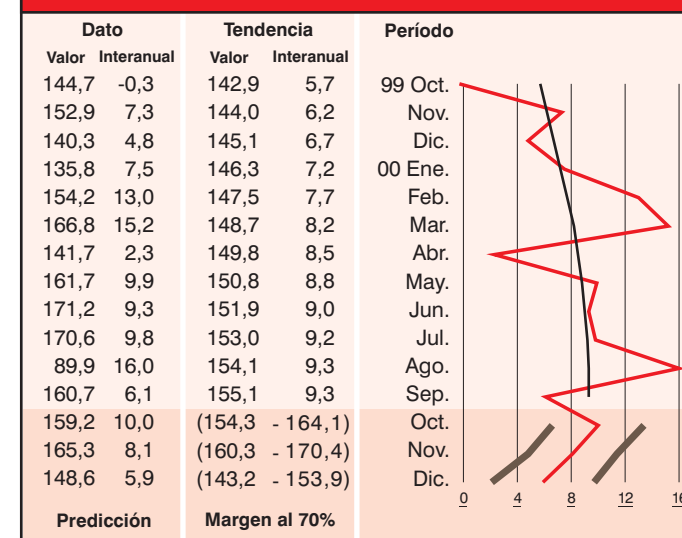 Dato Tendencia Período
Valor Interanual Valor Interanual
144,7 -0,3 142,9 5,7 99 Oct.
152,9 7,3 144,0 6,2 Nov.
140,3 4,8 145,1 6,7 Dic.
135,8 7,5 146,3 7,2 00 Ene.
154,2 13,0 147,5 7,7 Feb.
166,8 15,2 148,7 8,2 Mar.
141,7 2,3 149,8 8,5 Abr.
161,7 9,9 150,8 8,8 May.
171,2 9,3 151,9 9,0 Jun.
170,6 9,8 153,0 9,2 Jul.
89,9 16,0 154,1 9,3 Ago.
160,7 6,1 155,1 9,3 Sep.
159,2 10,0 (154,3 - 164,1) Oct.
165,3 8,1 (160,3 - 170,4) Nov.
148,6 5,9 (143,2 - 153,9) Dic.
0 4 8 12 16
Predicción Margen al 70%